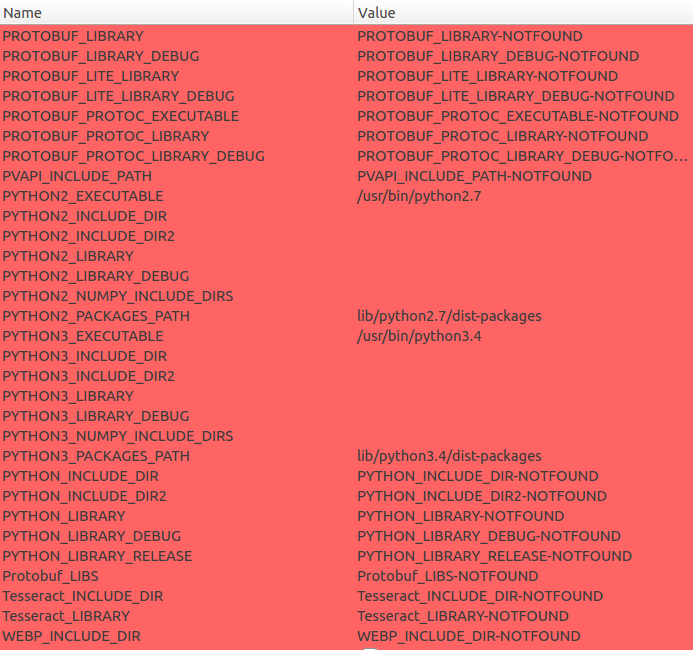 Name Value
PROTOBUF_LIBRARY PROTOBUF_LIBRARY-NOTFOUND
PROTOBUF_LIBRARY_DEBUG PROTOBUF_LIBRARY_DEBUG-NOTFOUND
PROTOBUF_LITE_LIBRARY PROTOBUF_LITE_LIBRARY-NOTFOUND
PROTOBUF_LITE_LIBRARY_DEBUG PROTOBUF_LITE_LIBRARY_DEBUG-NOTFOUND
PROTOBUF_PROTOC_EXECUTABLE PROTOBUF_PROTOC_EXECUTABLE-NOTFOUND
PROTOBUF_PROTOC_LIBRARY PROTOBUF_PROTOC_LIBRARY-NOTFOUND
PROTOBUF_PROTOC_LIBRARY_DEBUG PROTOBUF_PROTOC_LIBRARY_DEBUG-NOTFO...
PVAPI_INCLUDE_PATH PVAPI_INCLUDE_PATH-NOTFOUND
PYTHON2_EXECUTABLE /usr/bin/python2.7
PYTHON2_INCLUDE_DIR
PYTHON2_INCLUDE_DIR2
PYTHON2_LIBRARY
PYTHON2_LIBRARY_DEBUG
PYTHON2_NUMPY_INCLUDE_DIRS
PYTHON2_PACKAGES_PATH lib/python2.7/dist-packages
PYTHON3_EXECUTABLE /usr/bin/python3.4
PYTHON3_INCLUDE_DIR
PYTHON3_INCLUDE_DIR2
PYTHON3_LIBRARY
PYTHON3_LIBRARY_DEBUG
PYTHON3_NUMPY_INCLUDE_DIRS
PYTHON3_PACKAGES_PATH lib/python3.4/dist-packages
PYTHON_INCLUDE_DIR PYTHON_INCLUDE_DIR-NOTFOUND
PYTHON_INCLUDE_DIR2 PYTHON_INCLUDE_DIR2-NOTFOUND
PYTHON_LIBRARY PYTHON_LIBRARY-NOTFOUND
PYTHON_LIBRARY_DEBUG PYTHON_LIBRARY_DEBUG-NOTFOUND
PYTHON_LIBRARY_RELEASE PYTHON_LIBRARY_RELEASE-NOTFOUND
Protobuf_LIBS Protobuf_LIBS-NOTFOUND
Tesseract_INCLUDE_DIR Tesseract_INCLUDE_DIR-NOTFOUND
Tesseract_LIBRARY Tesseract_LIBRARY-NOTFOUND
WEBP_INCLUDE_DIR WEBP_INCLUDE_DIR-NOTFOUND